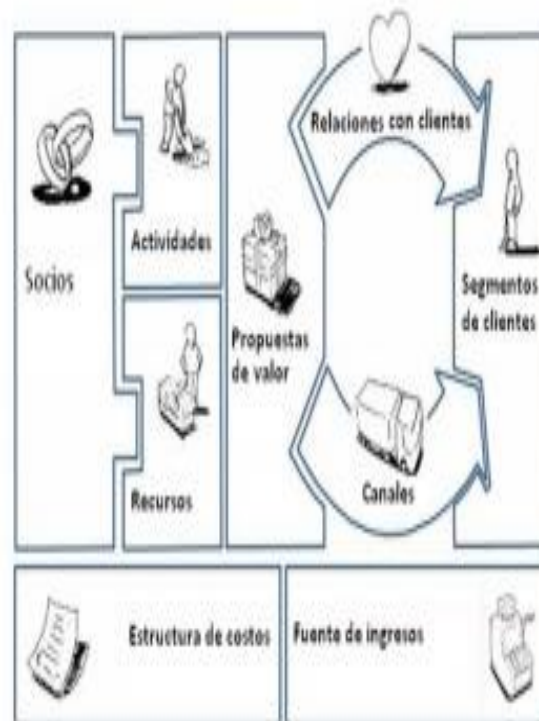 Socios
Actividades
Recursos
Propuestas
de valor
Relaciones con clientes
Canales
Segmentos
de clientes
Estructura de costos
Fuente de ingresos